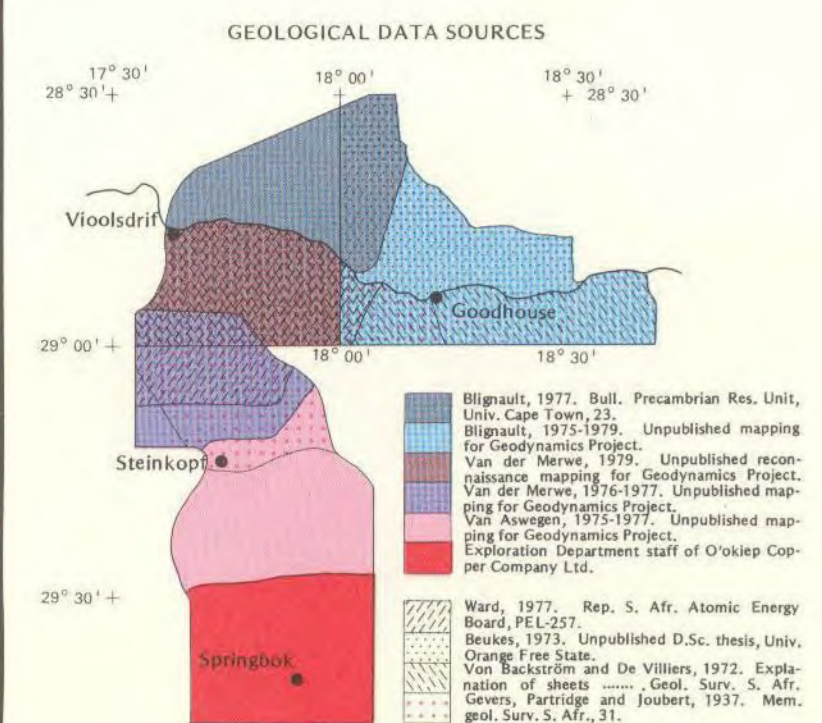 GEOLOGICAL DATA SOURCES
17° 30'
18° 00'
18° 30'
28° 30'
28° 30'
Vioolsdrif
Goodhouse
29° 00'
18° 00'
18° 30'
Steinkopf
29° 30'
Springbok
Blignault, 1977. Bull. Precambrian Res. Unit,
Univ. Cape Town, 23.
Blignault, 1975-1979. Unpublished mapping
for Geodynamics Project.
Van der Merwe, 1979. Unpublished recon-
naissance mapping for Geodynamics Project.
Van der Merwe, 1976-1977. Unpublished map-
ping for Geodynamics Project.
Van Aswegen, 1975-1977. Unpublished map-
ping for Geodynamics Project.
Exploration Department staff of O'okiep Cop-
per Company Ltd.
Ward, 1977. Rep. S. Afr. Atomic Energy
Board, PEL-257.
Beukes, 1973. Unpublished D.Sc. thesis, Univ.
Orange Free State.
Von Backström and De Villiers, 1972. Expla-
nation of sheets ....... . Geol. Surv. S. Afr.
Gevers, Partridge and Joubert, 1937. Mem.
geol. Surv. S. Afr., 31.